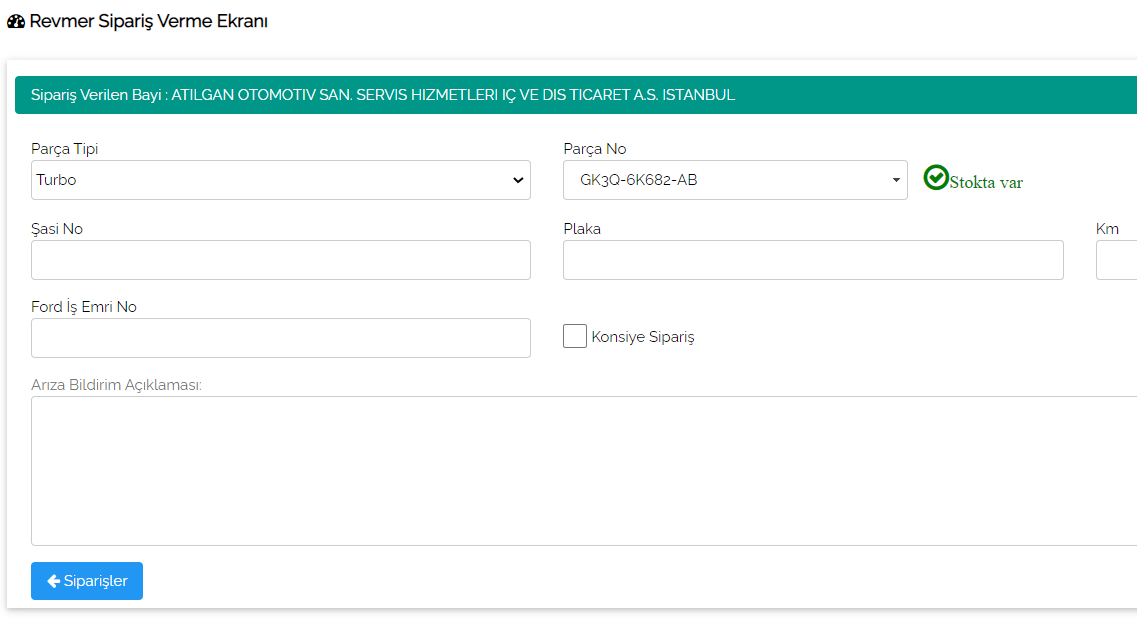 Revmer Sipariş Verme Ekranı
Sipariş Verilen Bayi : ATILGAN OTOMOTIV SAN. SERVIS HIZMETLERI IÇ VE DIS TICARET A.S. ISTANBUL
Parça Tipi
Parça No
Turbo
GK3Q-6K682-AB
Stokta var
Şasi No
Plaka
Km
Ford İş Emri No
Konsiye Sipariş
Arıza Bildirim Açıklaması:
Siparişler